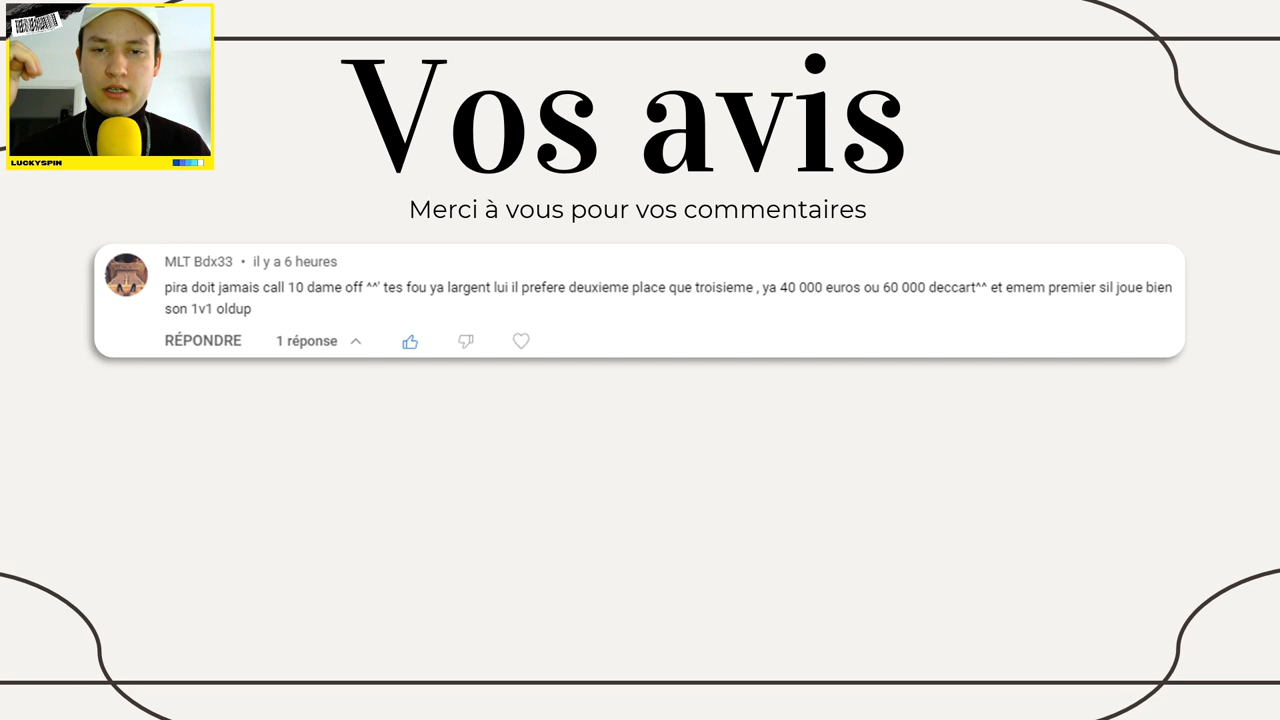 Vos avis
Merci à vous pour vos commentaires
MLT Bdx33 • il y a 6 heures
pira doit jamais call 10 dame off ^^' tes fou ya largent lui il prefere deuxieme place que troisieme , ya 40 000 euros ou 60 000 deccart^^ et emem premier sil joue bien
son 1v1 oldup
RÉPONDRE 1 réponse
LUCKYSPIN